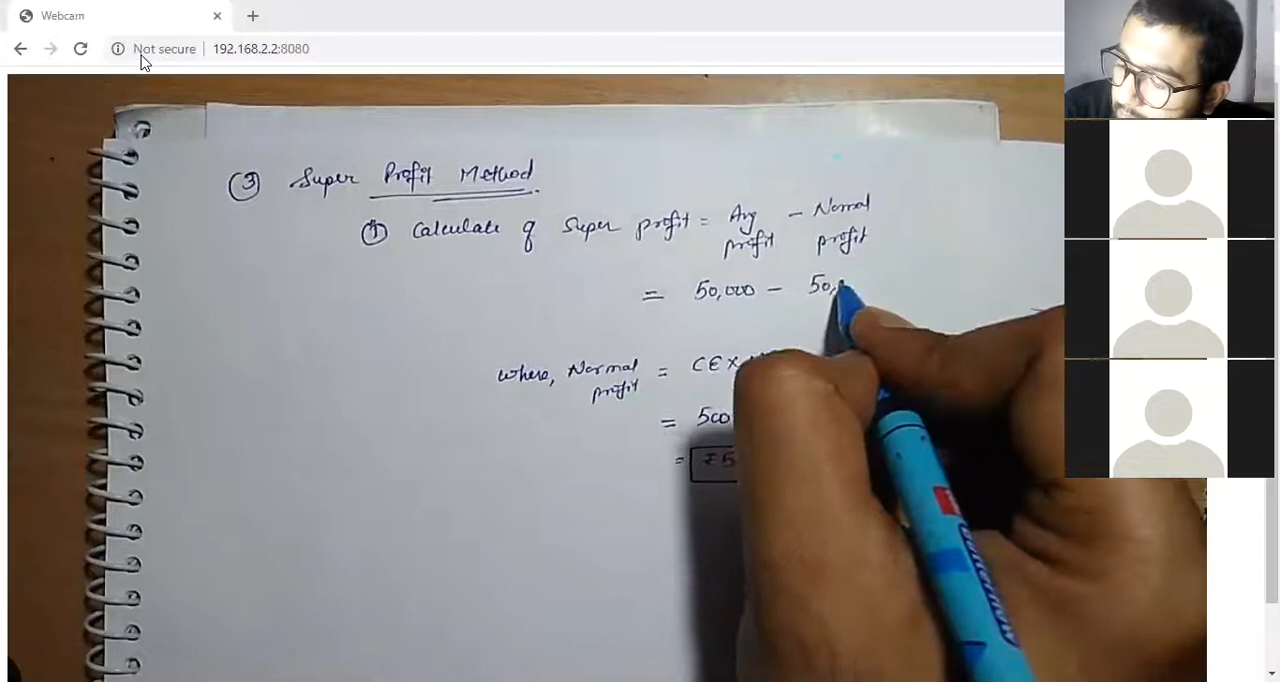 Webcam
Not secure 192.168.2.2:8080
(3) Super Profit Method
(1) Calculate of Super profit = Avg profit - Normal profit
= 50,000 - 50,
where, Normal profit = CE X
= 500
= ₹5